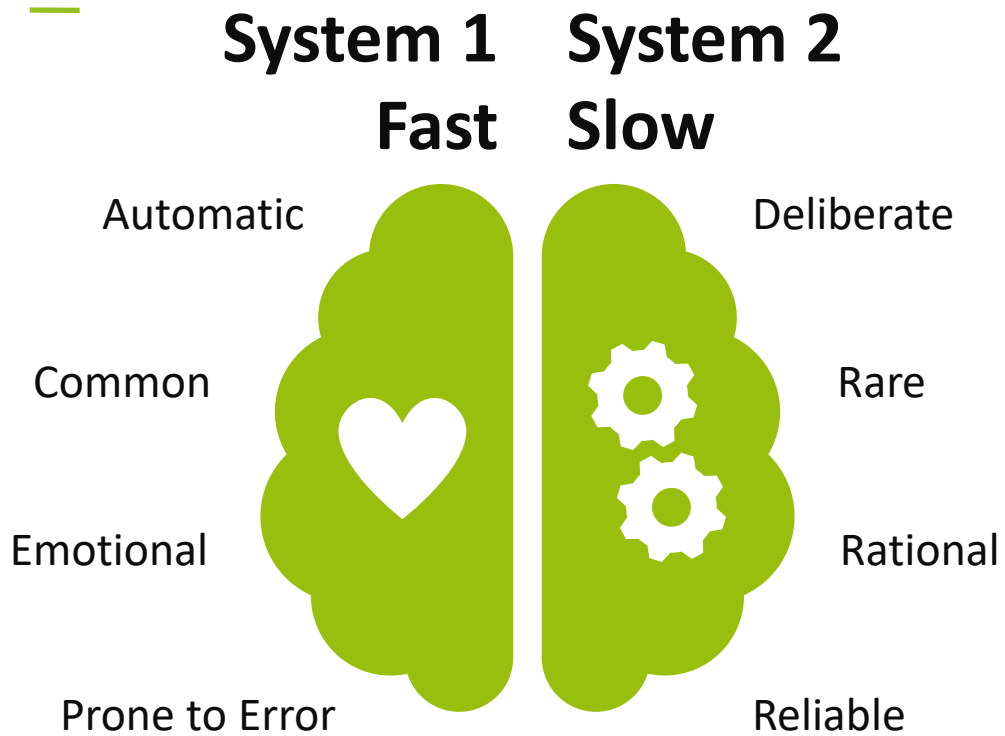 System 1 System 2
Fast Slow
Automatic Deliberate
Common Rare
Emotional Rational
Prone to Error Reliable